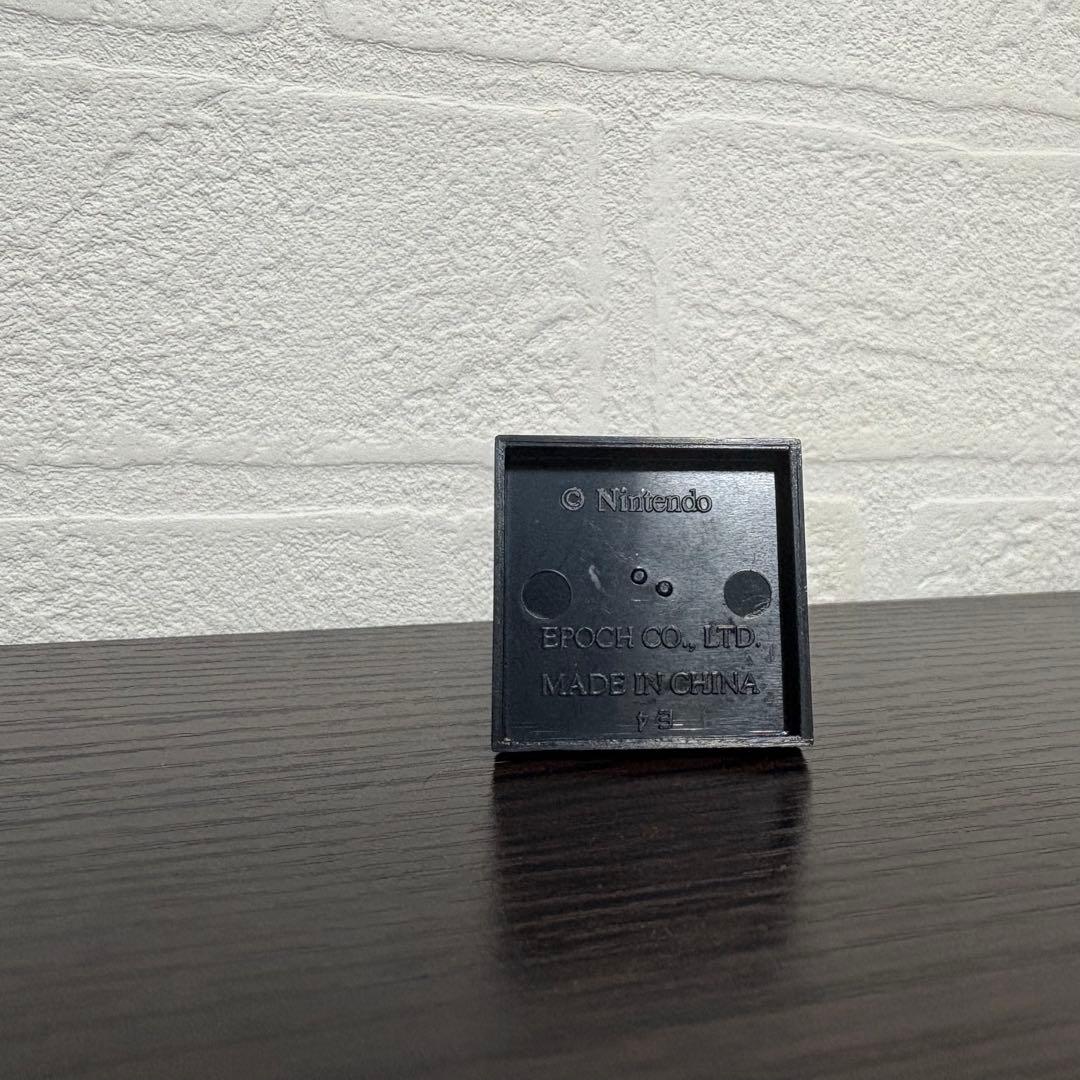 © Nintendo
EPOCH CO., LTD.
MADE IN CHINA